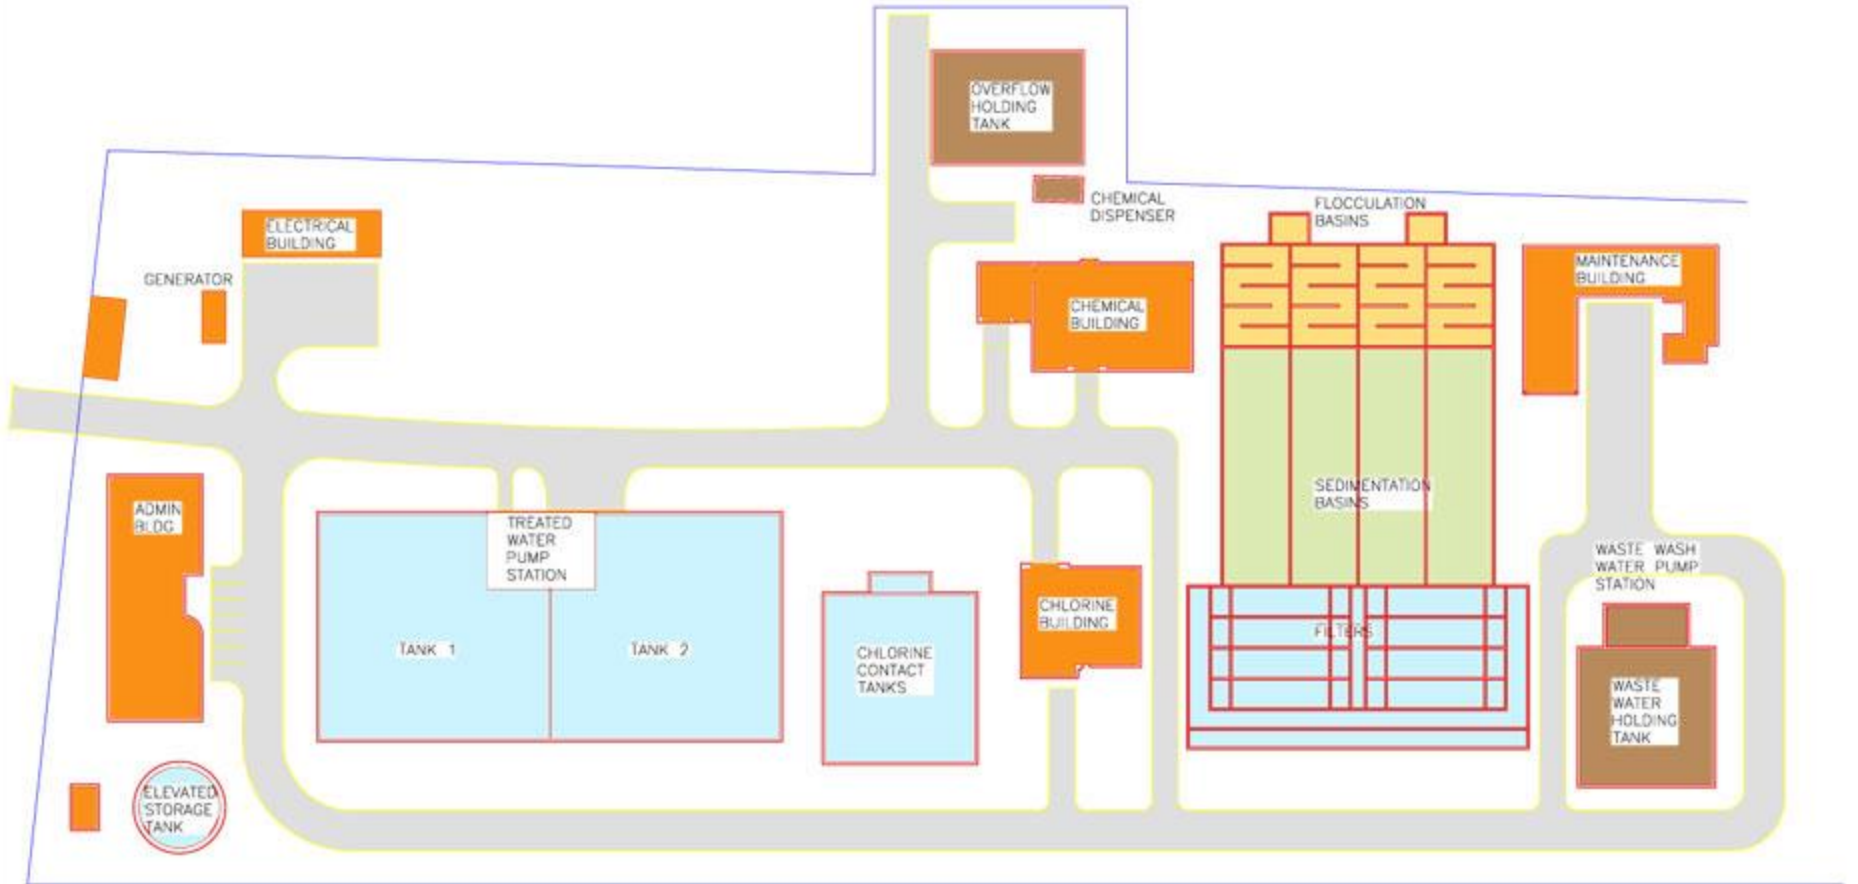 OVERFLOW
HOLDING
TANK
CHEMICAL
DISPENSER
FLOCCULATION
BASINS
ELECTRICAL
BUILDING
GENERATOR
MAINTENANCE
BUILDING
CHEMICAL
BUILDING
ADMIN
BLDG
SEDIMENTATION
BASINS
TREATED
WATER
PUMP
STATION
WASTE WASH
WATER PUMP
STATION
CHLORINE
BUILDING
FILTERS
TANK 1
TANK 2
CHLORINE
CONTACT
TANKS
WASTE
WATER
HOLDING
TANK
ELEVATED
STORAGE
TANK